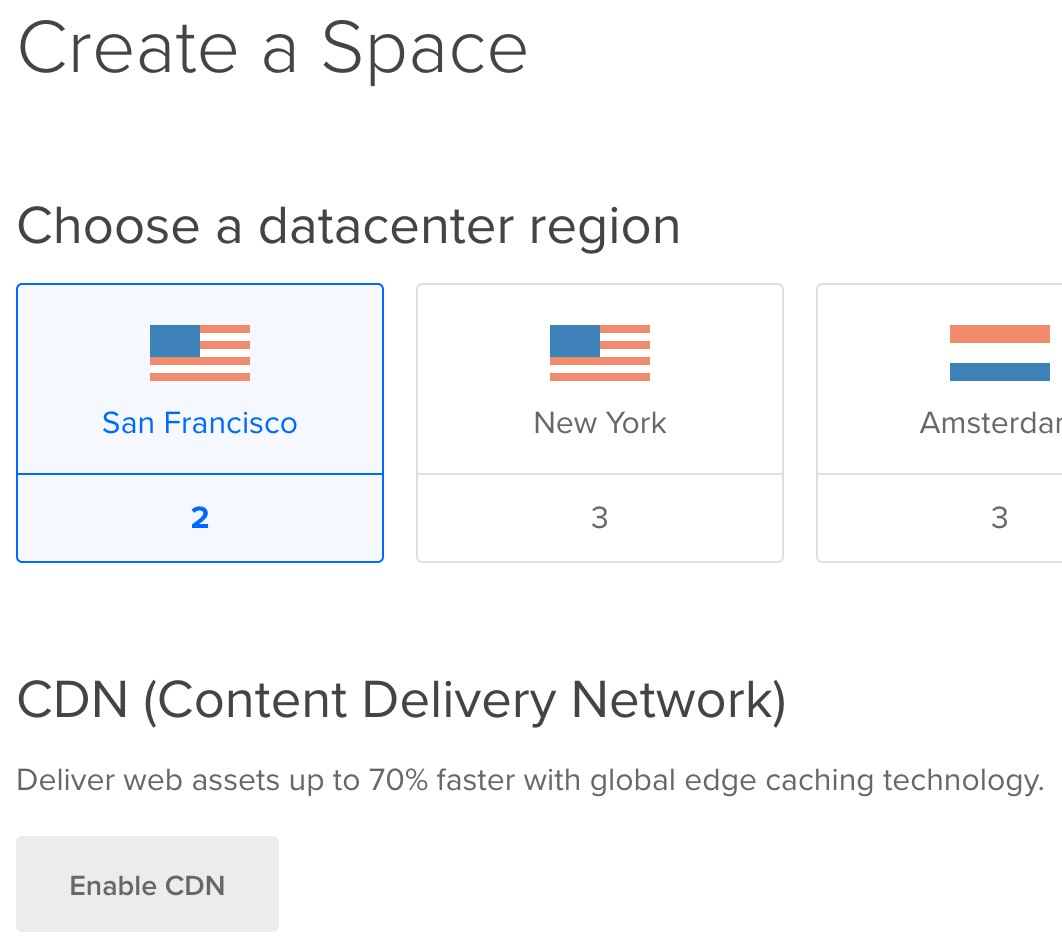 Create a Space
Choose a datacenter region
San Francisco
New York
2
3
3
CDN (Content Delivery Network)
Deliver web assets up to 70% faster with global edge caching technology.
Enable CDN